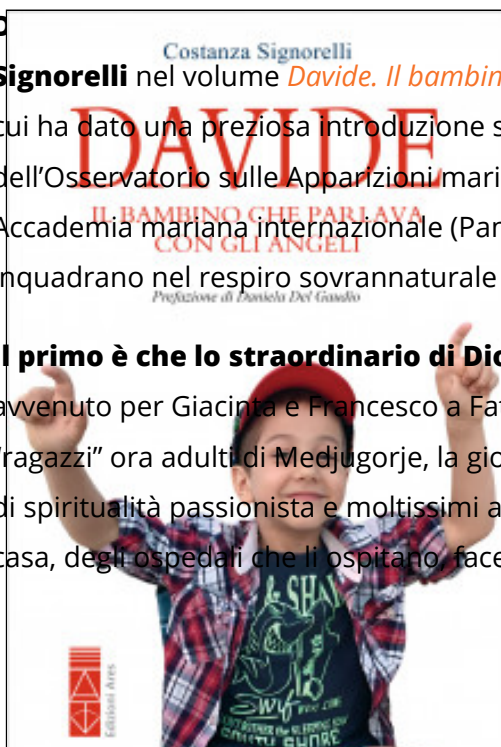 Costanza Signorelli
Signorelli nel volume Davide. Il bambin
DAVIDE
cui ha dato una preziosa introduzione s
dell'Osservatorio sulle Apparizioni mari
IL BAMBINO CHE PARLAVA
Accademia mariana internazionale
CON GLI ANGELI
nquadrano nel respiro sovrannaturale
Prefazione di Daniela Del Gaudio
l primo è che lo straordinario di Dio
avvenuto per Giacinta e Francesco a Fa
"ragazzi" ora adulti di Medjugorje, la gio
di spiritualità passionista e moltissimi a
casa, degli ospedali che li ospitano, face
& SHA
Edizioni Ares
SHORE